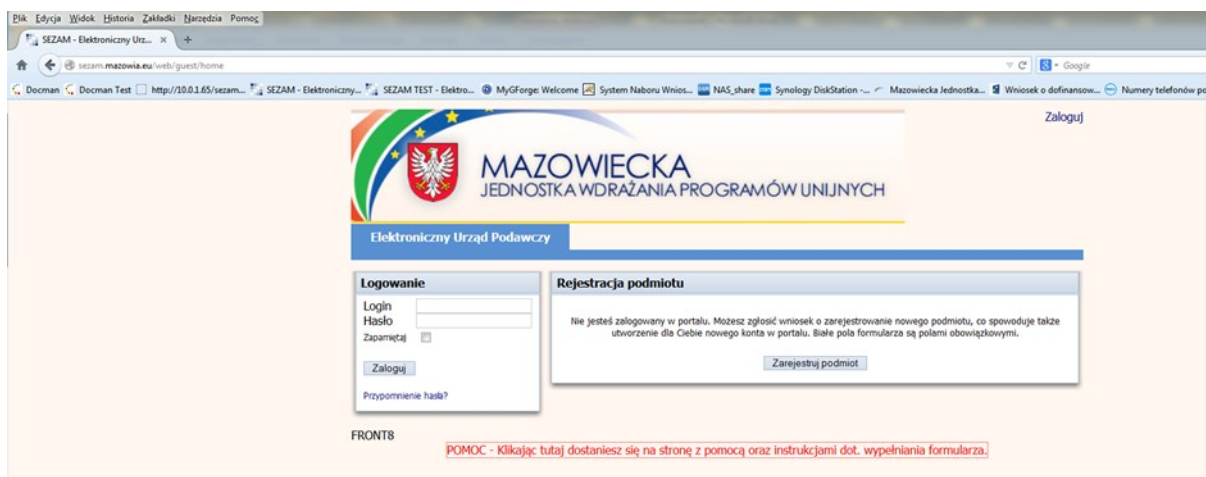 Plik Edycja Widok Historia Zakładki Narzędzia Pomoc
SEZAM - Elektroniczny Urz... × +
sezam.mazowia.eu/web/guest/home
Google
Docman Docman Test http://10.0.1.65/sezam... SEZAM - Elektroniczny... SEZAM TEST - Elektro... MyGForge: Welcome System Naboru Wnios... NAS_share Synology DiskStation -... Mazowiecka Jednostka... Wniosek o dofinansow... Numery telefonów po
Zaloguj
MAZOWIECKA
JEDNOSTKA WDRAŻANIA PROGRAMÓW UNIJNYCH
Elektroniczny Urząd Podawczy
Logowanie
Login
Hasło
Zapamiętaj
Zaloguj
Przypomnienie hasła?
Rejestracja podmiotu
Nie jesteś zalogowany w portalu. Możesz zgłosić wniosek o zarejestrowanie nowego podmiotu, co spowoduje także
utworzenie dla Ciebie nowego konta w portalu. Białe pola formularza są polami obowiązkowymi.
Zarejestruj podmiot
FRONT8
POMOC - Klikając tutaj dostaniesz się na stronę z pomocą oraz instrukcjami dot. wypełniania formularza.